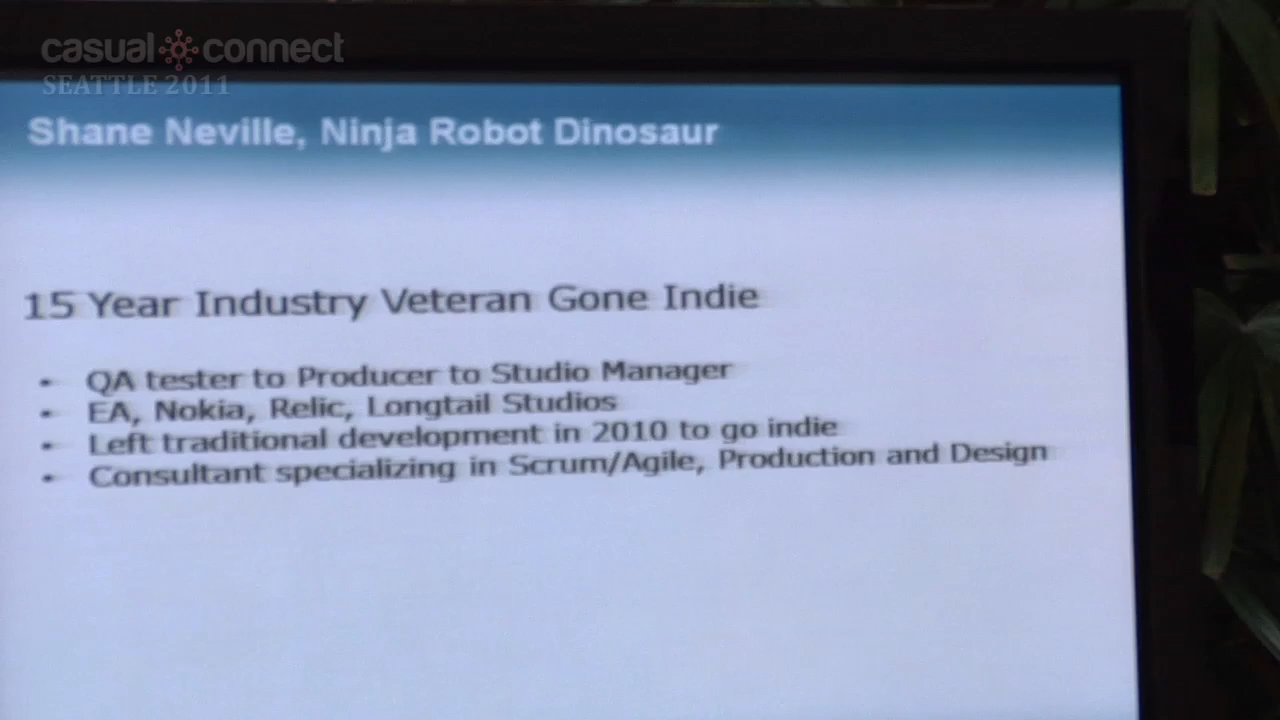 casual connect
SEATTLE 2011
Shane Neville, Ninja Robot Dinosaur
15 Year Industry Veteran Gone Indie
• QA tester to Producer to Studio Manager
• EA, Nokia, Relic, Longtail Studios
• Left traditional development in 2010 to go indie
• Consultant specializing in Scrum/Agile, Production and Design